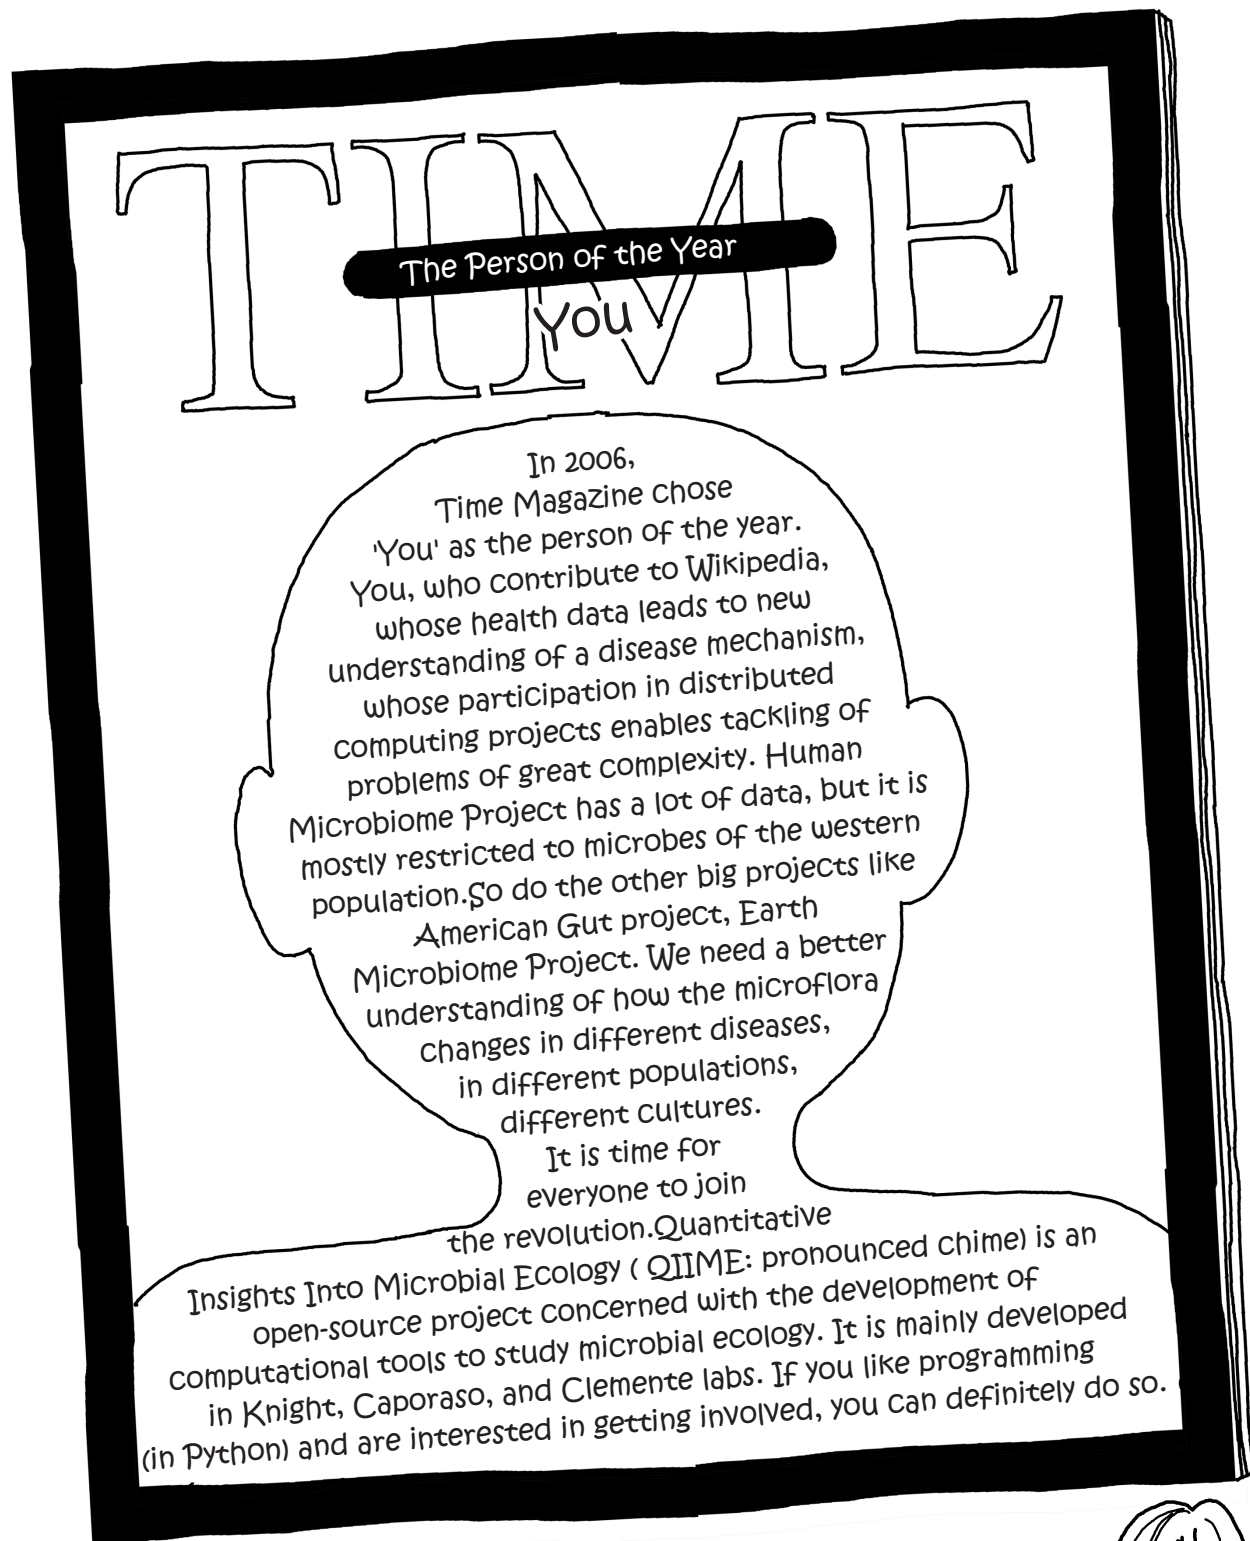 TIME
The Person of the Year
You
In 2006,
Time Magazine chose
'You' as the person of the year.
You, who contribute to Wikipedia,
whose health data leads to new
understanding of a disease mechanism,
whose participation in distributed
computing projects enables tackling of
problems of great complexity. Human
Microbiome Project has a lot of data, but it is
mostly restricted to microbes of the western
population.So do the other big projects like
American Gut project, Earth
Microbiome Project. We need a better
understanding of how the microflora
changes in different diseases,
in different populations,
different cultures.
It is time for
everyone to join
the revolution.Quantitative
Insights Into Microbial Ecology ( QIIME: pronounced chime) is an
open-source project concerned with the development of
computational tools to study microbial ecology. It is mainly developed
in Knight, Caporaso, and Clemente labs. If you like programming
(in Python) and are interested in getting involved, you can definitely do so.